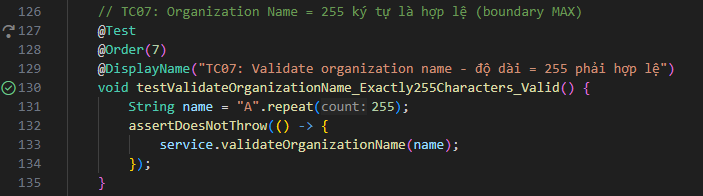 126 // TC07: Organization Name = 255 ký tự là hợp lệ (boundary MAX)
127 @Test
128 @Order(7)
129 @DisplayName("TC07: Validate organization name - độ dài = 255 phải hợp lệ")
130 void testValidateOrganizationName_Exactly255Characters_Valid() {
131 String name = "A".repeat(count:255);
132 assertDoesNotThrow(() -> {
133 service.validateOrganizationName(name);
134 });
135 }